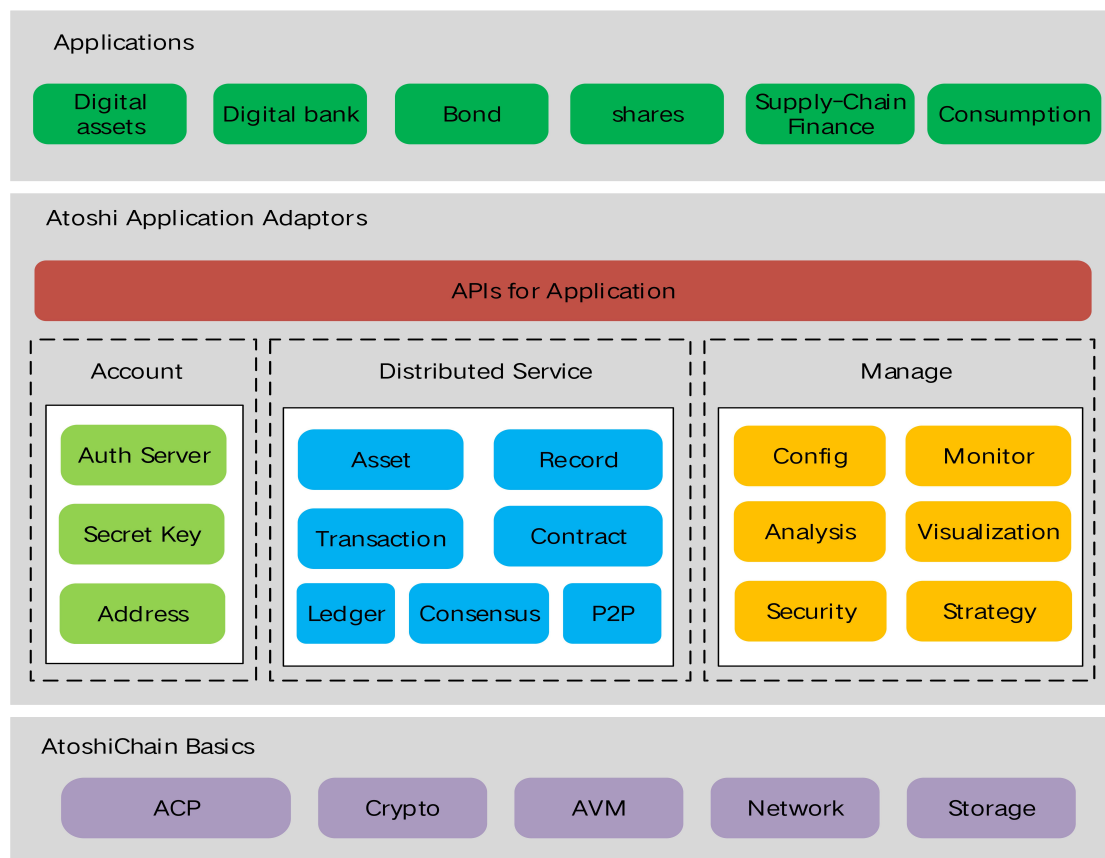 Applications
Digital
assets
Digital bank
Bond
shares
Supply-Chain
Finance
Consumption
Atoshi Application Adaptors
APIs for Application
Account
Auth Server
Secret Key
Address
Distributed Service
Asset
Record
Transaction
Contract
Ledger
Consensus
P2P
Manage
Config
Monitor
Analysis
Visualization
Security
Strategy
AtoshiChain Basics
ACP
Crypto
AVM
Network
Storage